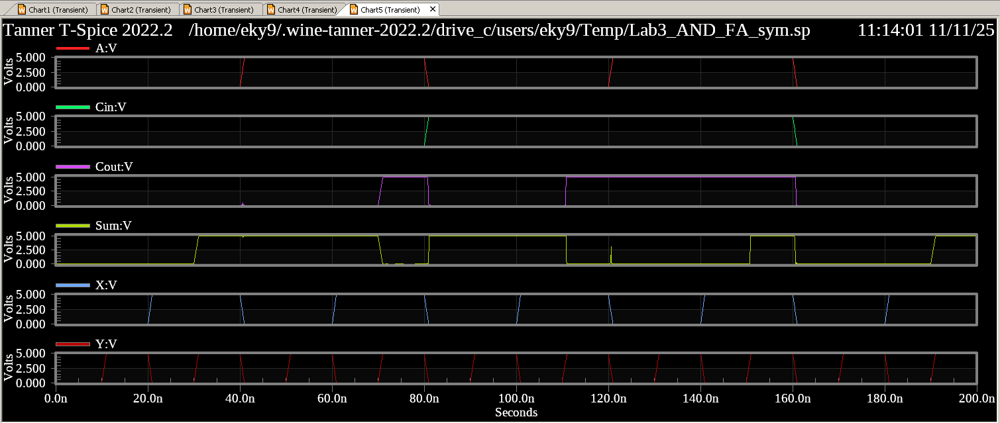 Chart1 (Transient) Chart2 (Transient) Chart3 (Transient) Chart4 (Transient) Chart5 (Transient)
Tanner T-Spice 2022.2 /home/eky9/.wine-tanner-2022.2/drive_c/users/eky9/Temp/Lab3_AND_FA_sym.sp 11:14:01 11/11/25
A:V
5.000
2.500
0.000
Volts
Cin:V
5.000
2.500
0.000
Volts
Cout:V
5.000
2.500
0.000
Volts
Sum:V
5.000
2.500
0.000
Volts
X:V
5.000
2.500
0.000
Volts
Y:V
5.000
2.500
0.000
Volts
0.0n 20.0n 40.0n 60.0n 80.0n 100.0n 120.0n 140.0n 160.0n 180.0n 200.0n
Seconds